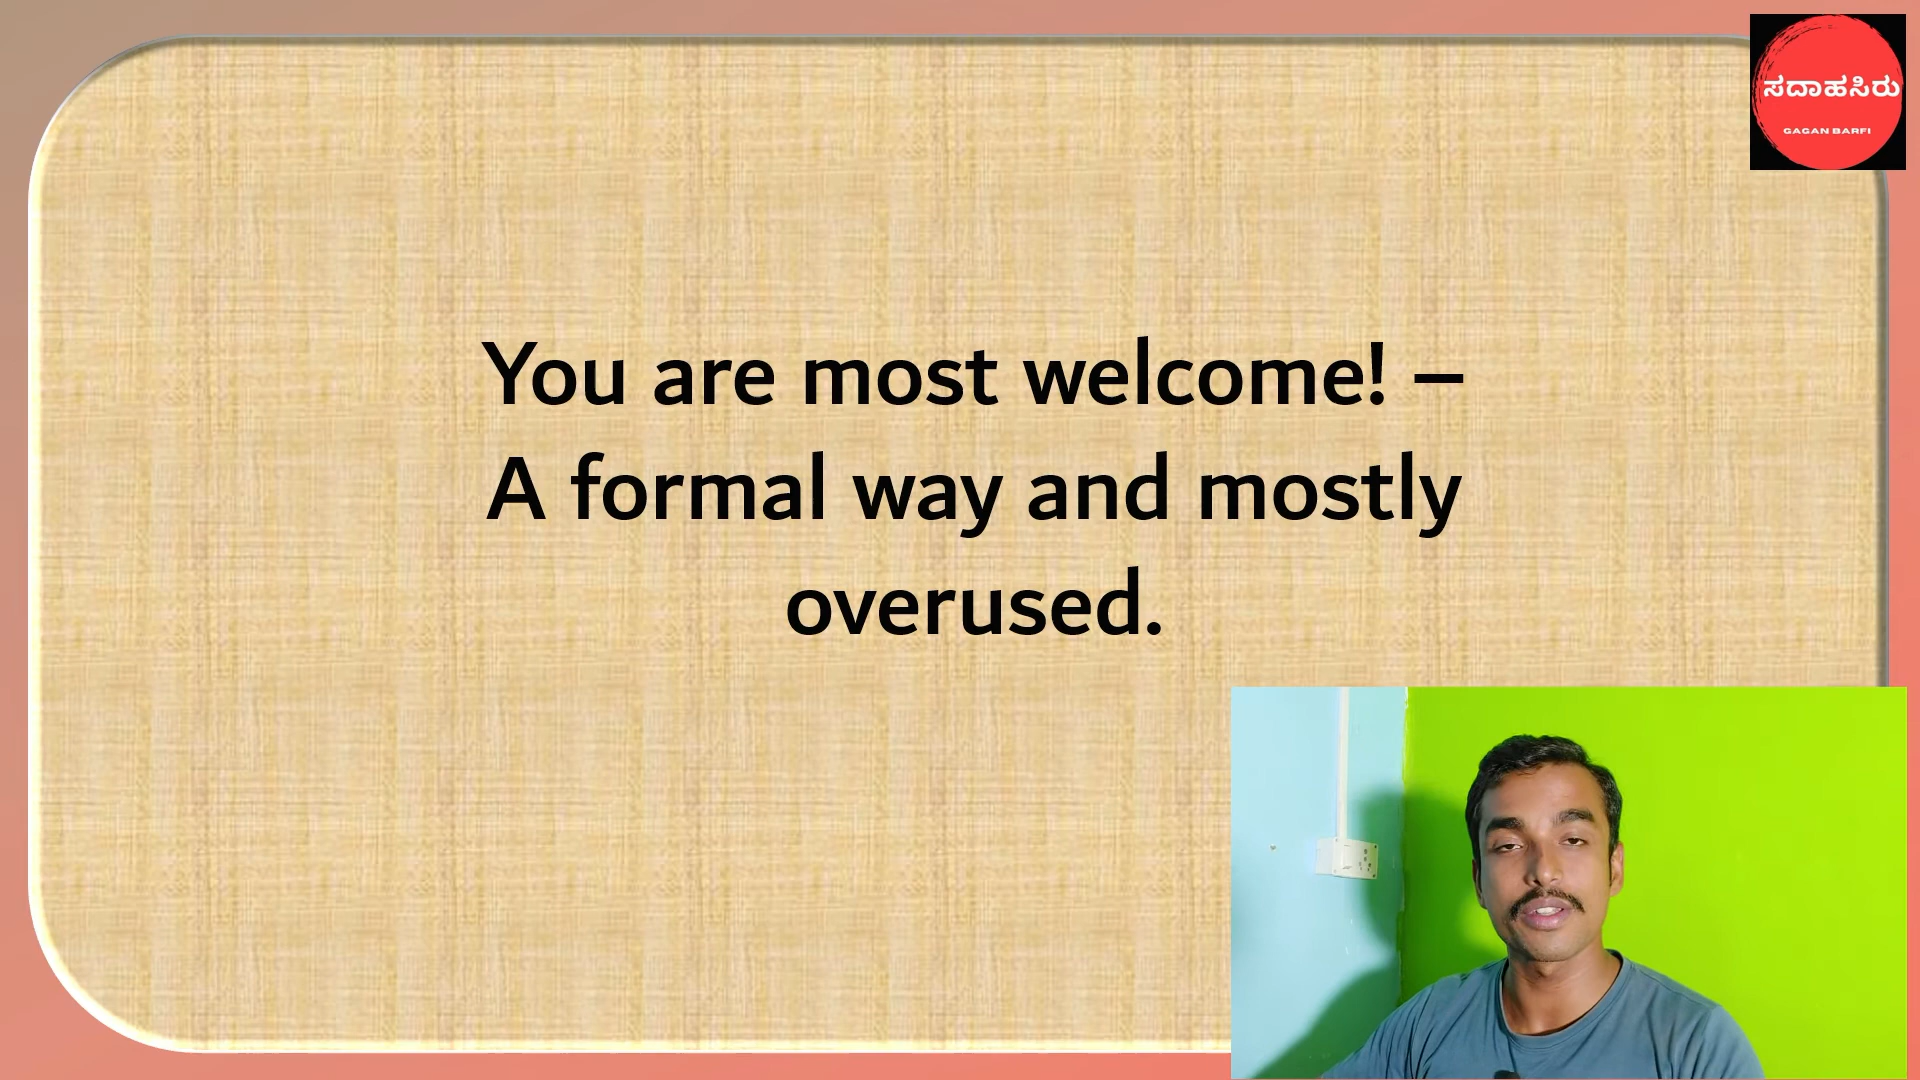 ಸದಾಹಸಿರು
GAGAN BARFI
You are most welcome! –
A formal way and mostly
overused.